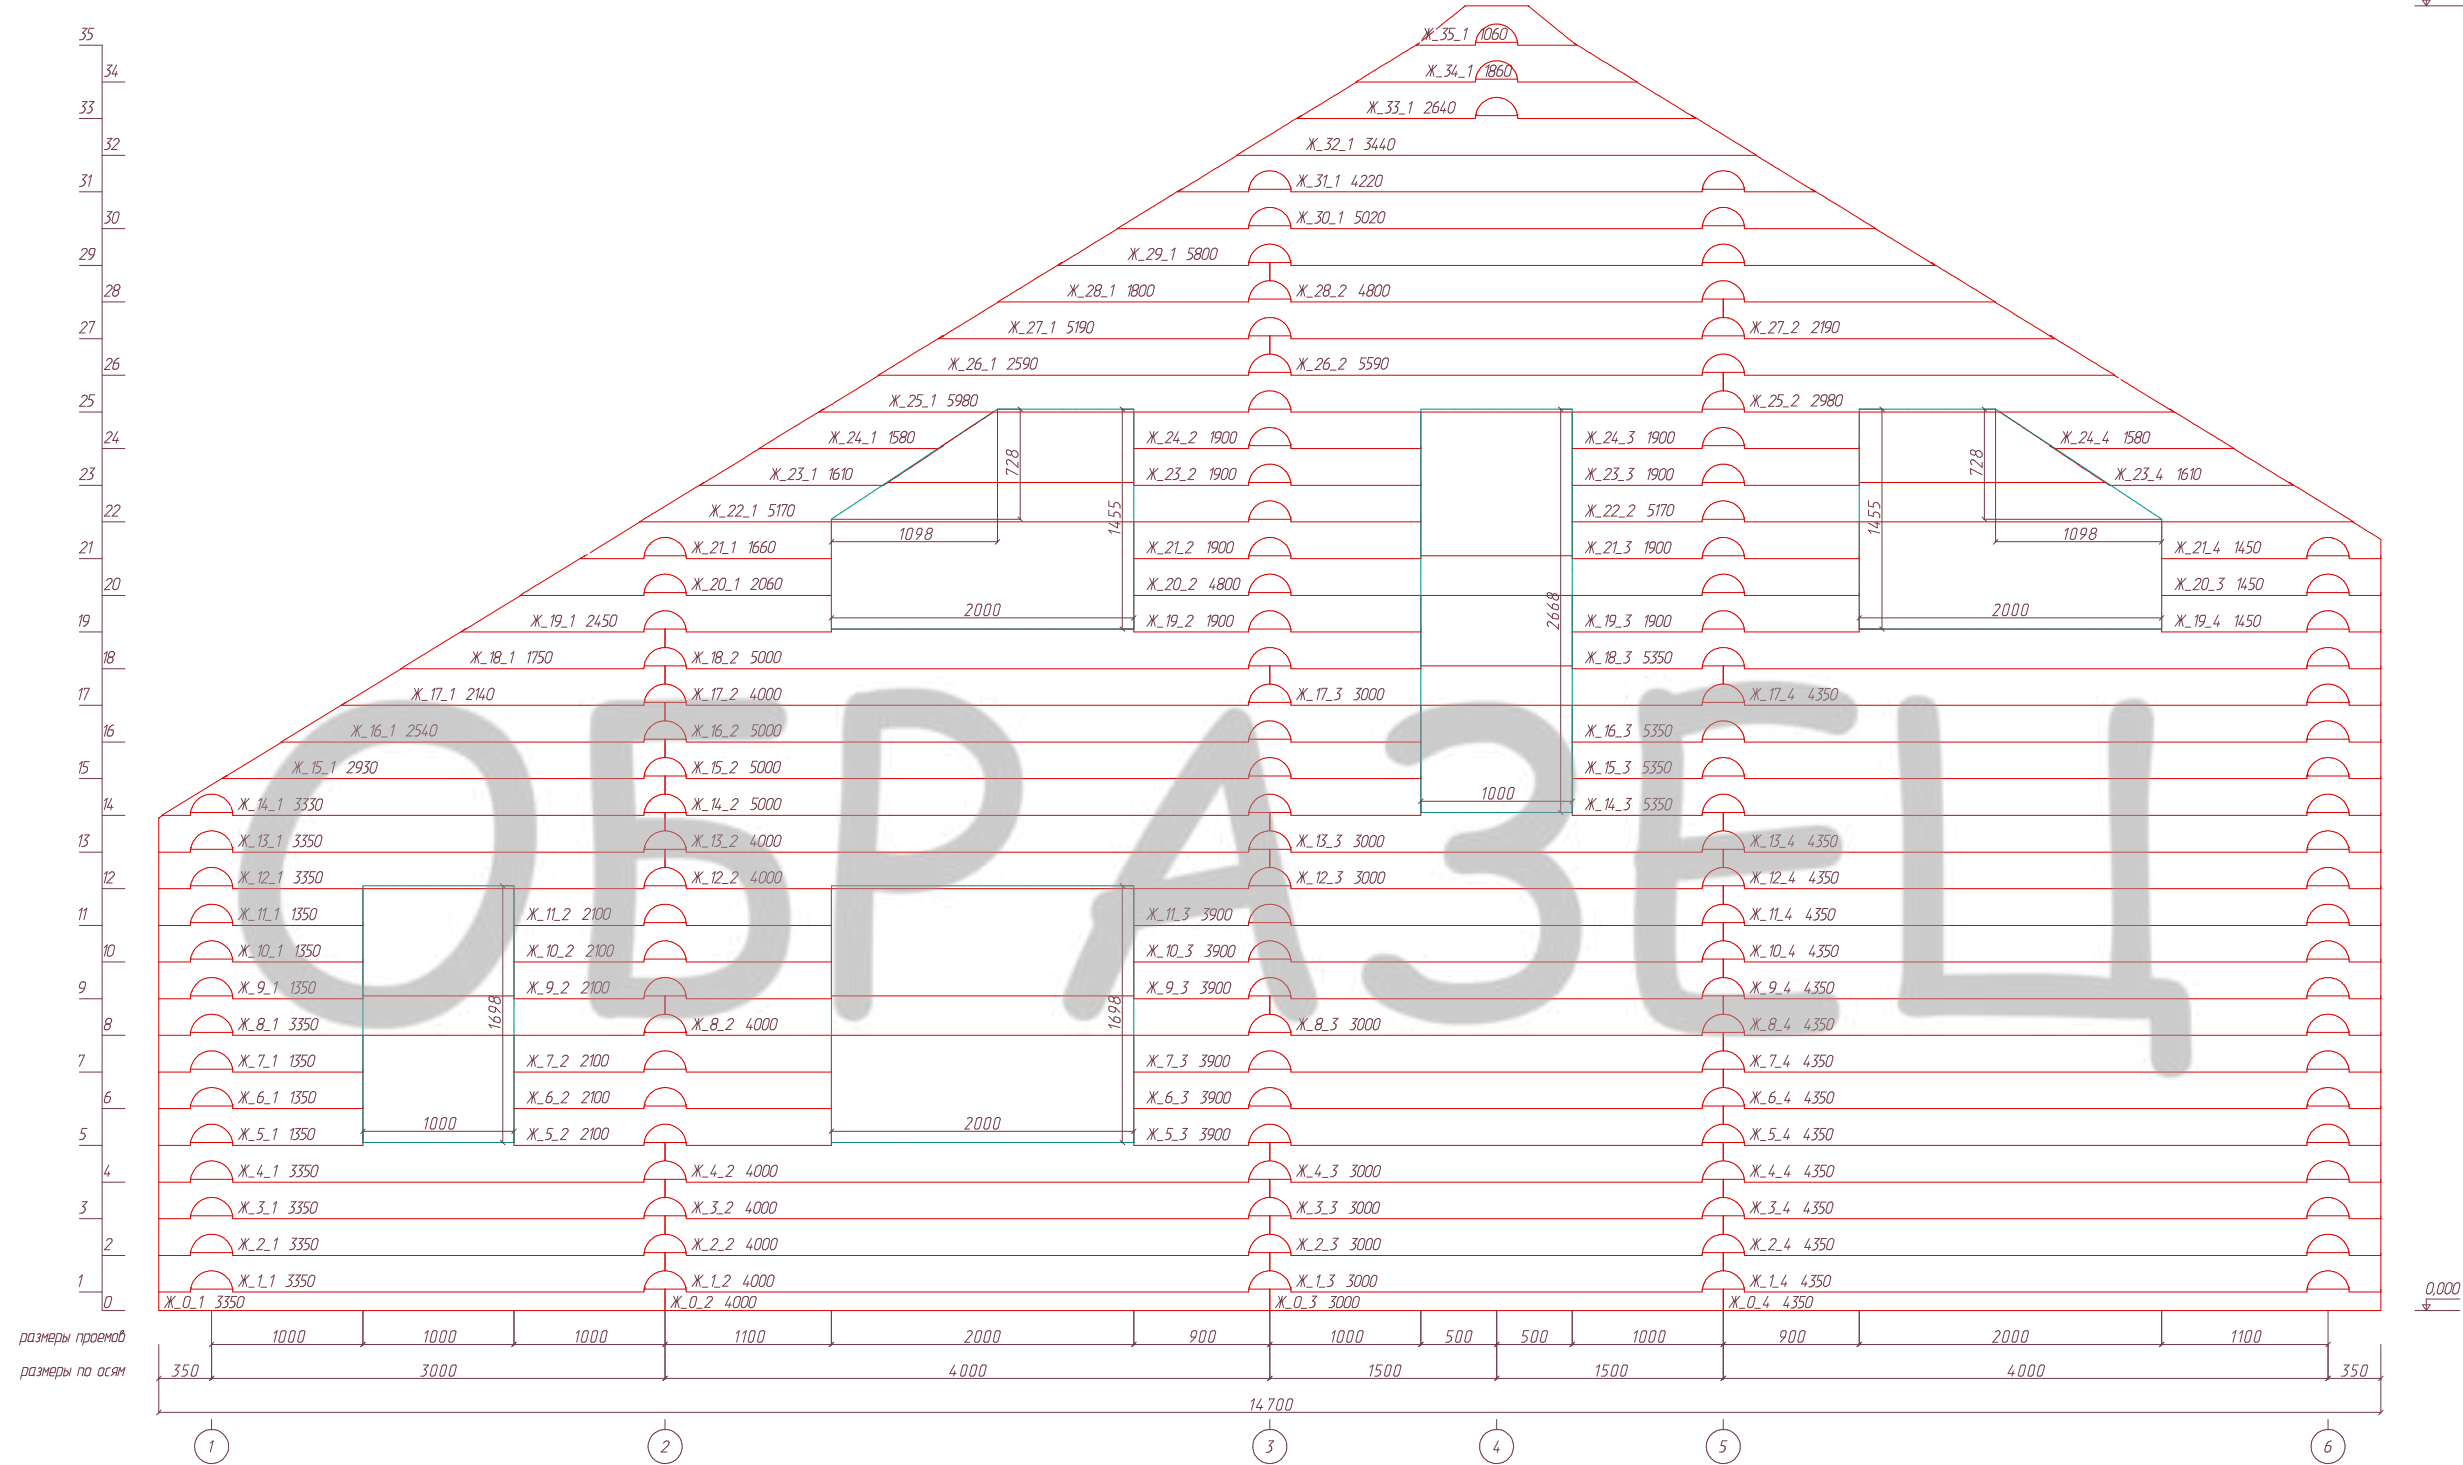 35 Ж_35_1 1060
34 Ж_34_1 1860
33 Ж_33_1 2640
32 Ж_32_1 3440
31 Ж_31_1 4220
30 Ж_30_1 5020
29 Ж_29_1 5800
28 Ж_28_1 1800 Ж_28_2 4800
27 Ж_27_1 5190 Ж_27_2 2190
26 Ж_26_1 2590 Ж_26_2 5590
25 Ж_25_1 5980 Ж_25_2 2980
24 Ж_24_1 1580 Ж_24_2 1900 Ж_24_3 1900 Ж_24_4 1580
728 728
23 Ж_23_1 1610 Ж_23_2 1900 Ж_23_3 1900 Ж_23_4 1610
22 Ж_22_1 5170 1455 Ж_22_2 5170 1455
1098 1098
21 Ж_21_1 1660 Ж_21_2 1900 Ж_21_3 1900 Ж_21_4 1450
20 Ж_20_1 2060 Ж_20_2 4800 Ж_20_3 1450
2000 2668 2000
19 Ж_19_1 2450 Ж_19_2 1900 Ж_19_3 1900 Ж_19_4 1450
18 Ж_18_1 1750 Ж_18_2 5000 Ж_18_3 5350
17 Ж_17_1 2140 Ж_17_2 4000 Ж_17_3 3000 Ж_17_4 4350
16 Ж_16_1 2540 Ж_16_2 5000 Ж_16_3 5350
15 Ж_15_1 2930 Ж_15_2 5000 Ж_15_3 5350
1000
14 Ж_14_1 3330 Ж_14_2 5000 Ж_14_3 5350
13 Ж_13_1 3350 Ж_13_2 4000 Ж_13_3 3000 Ж_13_4 4350
ОБРАЗЕЦ
12 Ж_12_1 3350 Ж_12_2 4000 Ж_12_3 3000 Ж_12_4 4350
11 Ж_11_1 1350 Ж_11_2 2100 Ж_11_3 3900 Ж_11_4 4350
10 Ж_10_1 1350 Ж_10_2 2100 Ж_10_3 3900 Ж_10_4 4350
9 Ж_9_1 1350 Ж_9_2 2100 Ж_9_3 3900 Ж_9_4 4350
1698 1698
8 Ж_8_1 3350 Ж_8_2 4000 Ж_8_3 3000 Ж_8_4 4350
7 Ж_7_1 1350 Ж_7_2 2100 Ж_7_3 3900 Ж_7_4 4350
6 Ж_6_1 1350 Ж_6_2 2100 Ж_6_3 3900 Ж_6_4 4350
1000 2000
5 Ж_5_1 1350 Ж_5_2 2100 Ж_5_3 3900 Ж_5_4 4350
4 Ж_4_1 3350 Ж_4_2 4000 Ж_4_3 3000 Ж_4_4 4350
3 Ж_3_1 3350 Ж_3_2 4000 Ж_3_3 3000 Ж_3_4 4350
2 Ж_2_1 3350 Ж_2_2 4000 Ж_2_3 3000 Ж_2_4 4350
1 Ж_1_1 3350 Ж_1_2 4000 Ж_1_3 3000 Ж_1_4 4350
0,000
0 Ж_0_1 3350 Ж_0_2 4000 Ж_0_3 3000 Ж_0_4 4350
размеры проемов 1000 1000 1000 1100 2000 900 1000 500 500 1000 900 2000 1100
размеры по осям 350 3000 4000 1500 1500 4000 350
14700
1 2 3 4 5 6